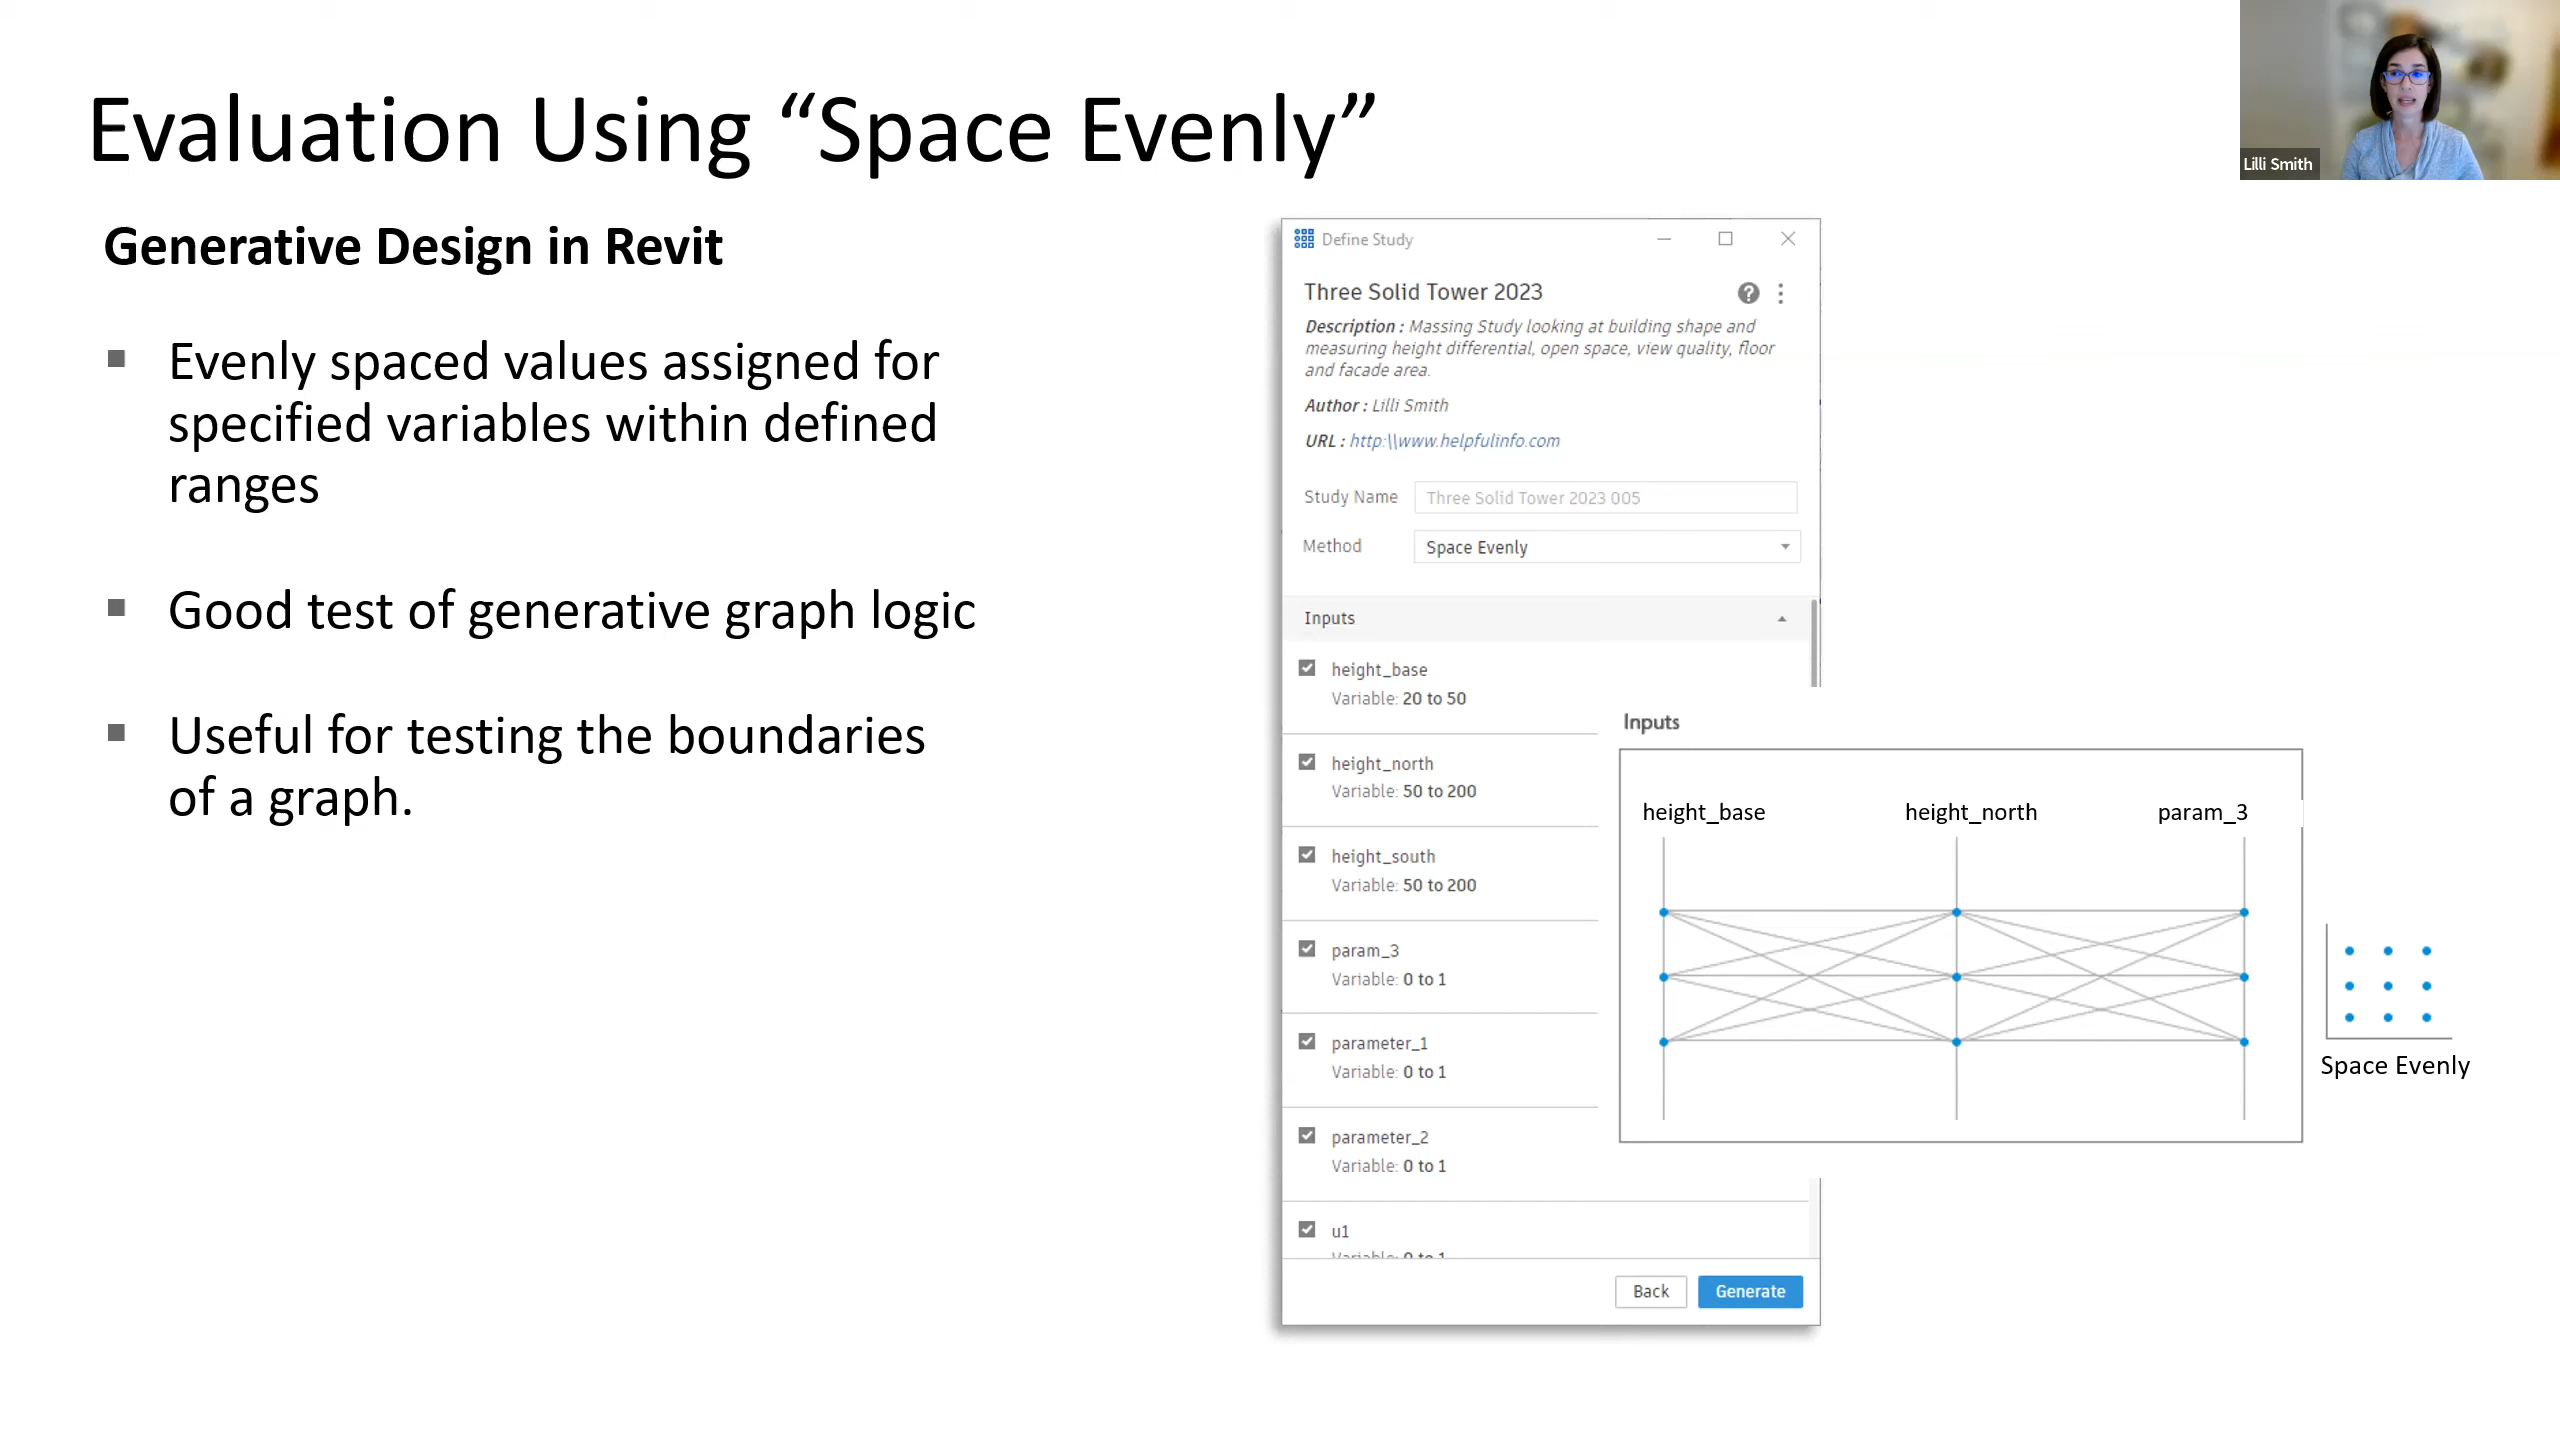 Evaluation Using “Space Evenly”
Lilli Smith
Generative Design in Revit
▪ Evenly spaced values assigned for
specified variables within defined
ranges
▪ Good test of generative graph logic
▪ Useful for testing the boundaries
of a graph.
Define Study
Three Solid Tower 2023
Description : Massing Study looking at building shape and
measuring height differential, open space, view quality, floor
and facade area.
Author : Lilli Smith
URL : http:\\www.helpfulinfo.com
Study Name Three Solid Tower 2023 005
Method Space Evenly
Inputs
height_base
Variable: 20 to 50
height_north
Variable: 50 to 200
height_south
Variable: 50 to 200
param_3
Variable: 0 to 1
parameter_1
Variable: 0 to 1
parameter_2
Variable: 0 to 1
u1
Variable: 0 to 1
Back Generate
Inputs
height_base height_north param_3
Space Evenly